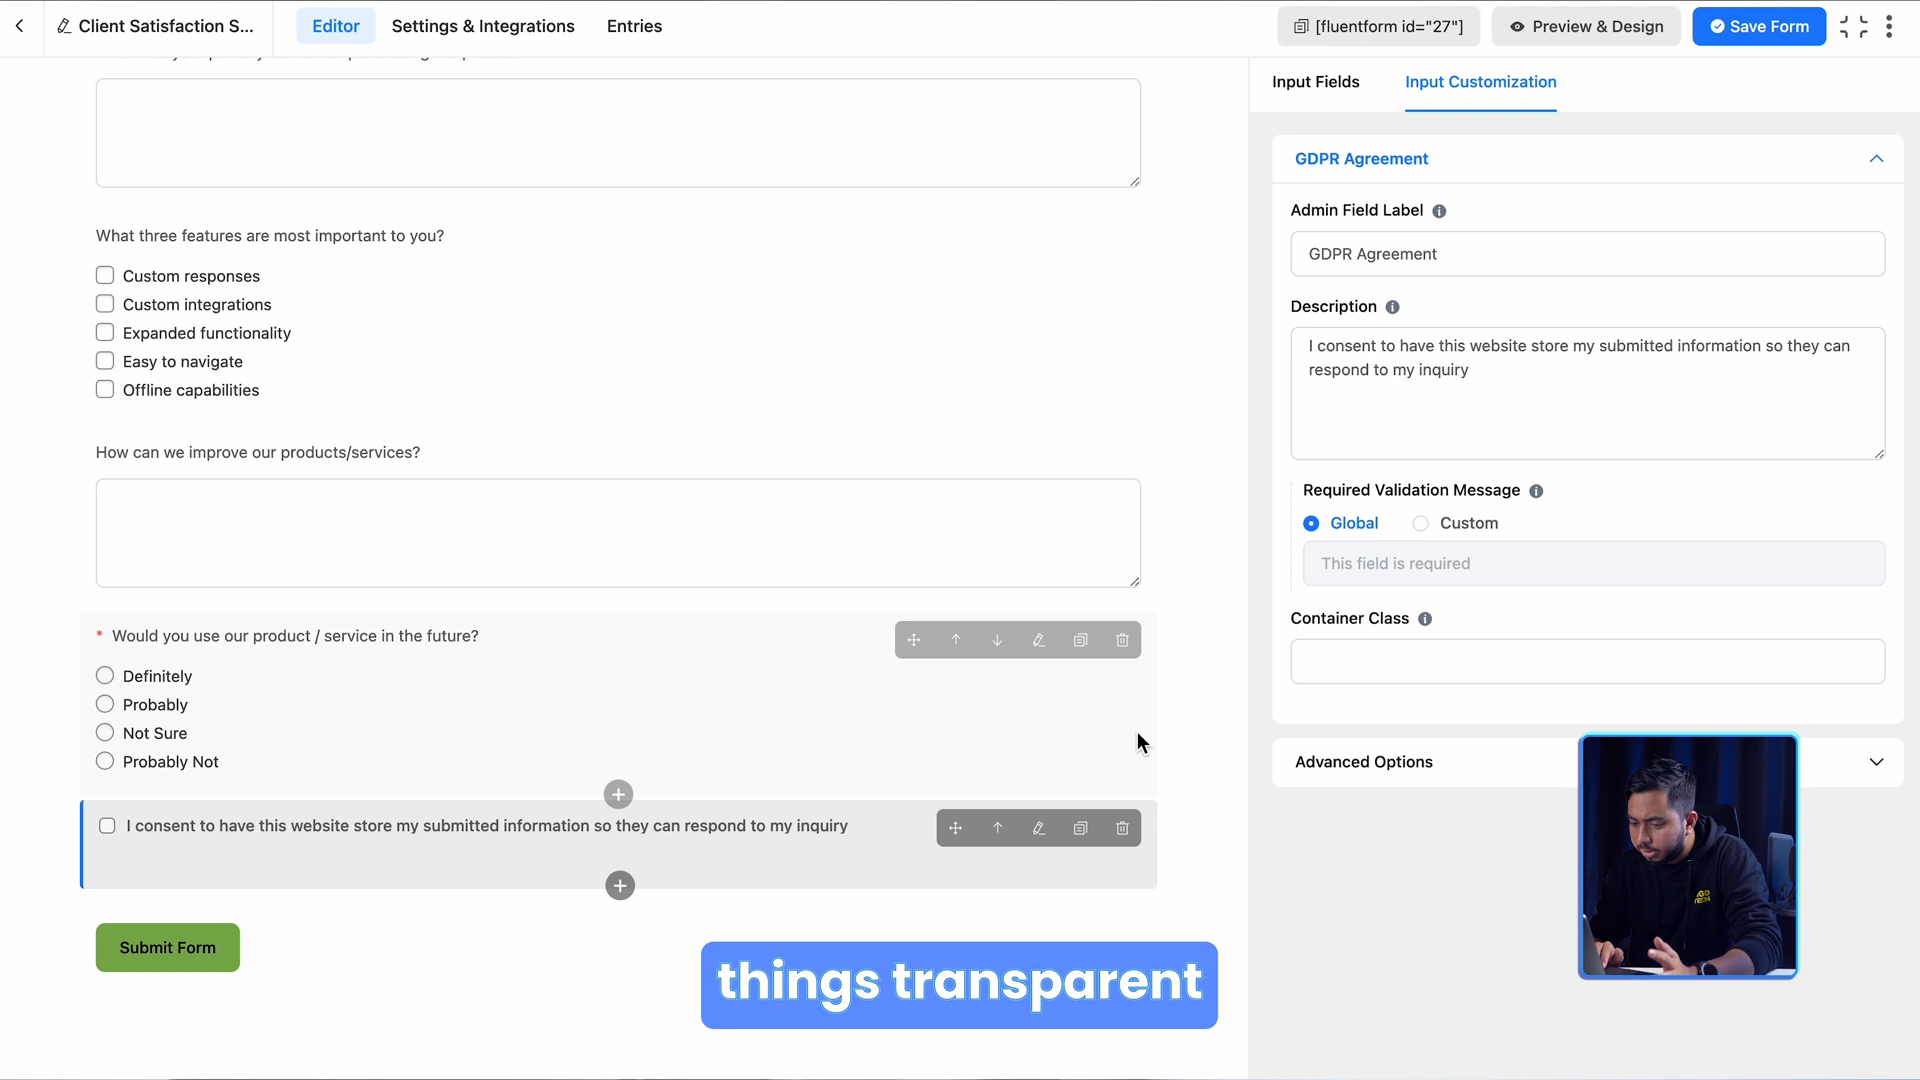 Client Satisfaction S...
Editor
Settings & Integrations
Entries
[fluentform id="27"]
Preview & Design
Save Form
What three features are most important to you?
Custom responses
Custom integrations
Expanded functionality
Easy to navigate
Offline capabilities
How can we improve our products/services?
* Would you use our product / service in the future?
Definitely
Probably
Not Sure
Probably Not
I consent to have this website store my submitted information so they can respond to my inquiry
Submit Form
Input Fields
Input Customization
GDPR Agreement
Admin Field Label
GDPR Agreement
Description
I consent to have this website store my submitted information so they can
respond to my inquiry
Required Validation Message
Global
Custom
This field is required
Container Class
Advanced Options
things transparent